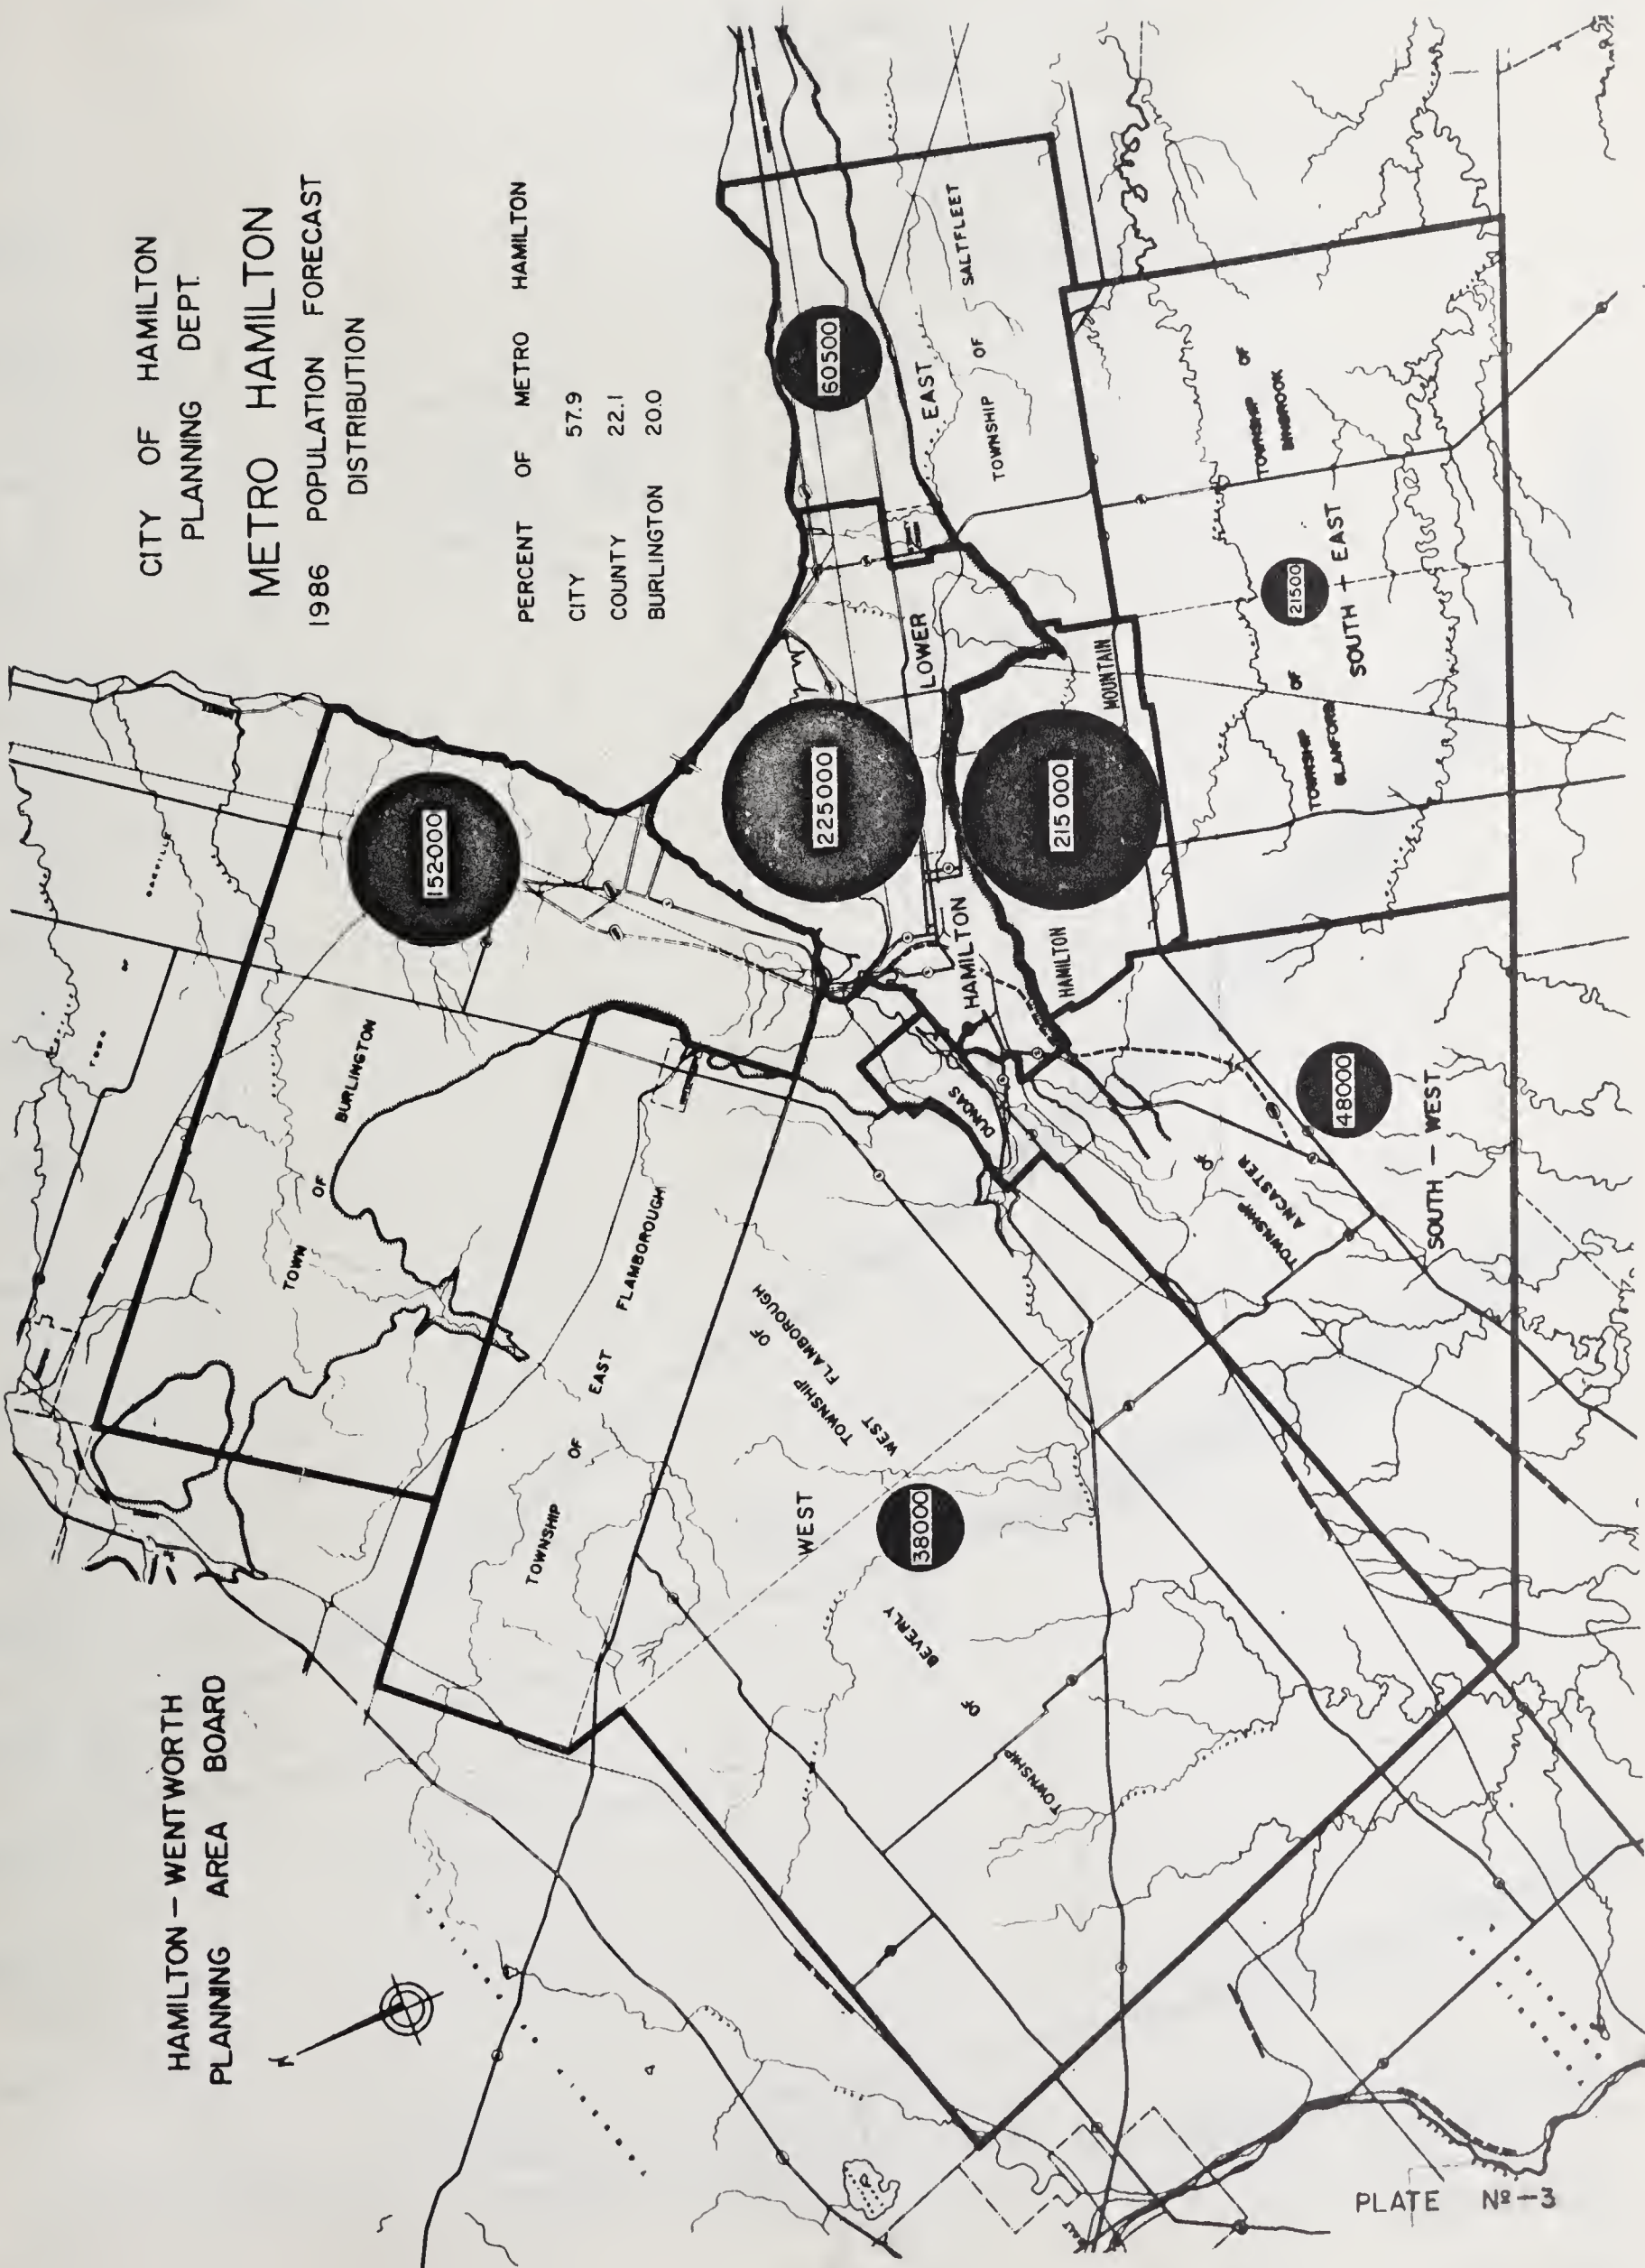 HAMILTON – WENTWORTH
PLANNING AREA BOARD
CITY OF HAMILTON
PLANNING DEPT.
METRO HAMILTON
1986 POPULATION FORECAST
DISTRIBUTION
PERCENT OF METRO HAMILTON
CITY 57.9
COUNTY 22.1
BURLINGTON 20.0
TOWN OF BURLINGTON
152000
TOWNSHIP OF EAST FLAMBOROUGH
TOWNSHIP OF
WEST FLAMBOROUGH
WEST
38000
TOWNSHIP OF BEVERLY
DUNDAS
HAMILTON
LOWER
225000
HAMILTON
MOUNTAIN
215000
60500
EAST
TOWNSHIP OF SALTFLEET
TOWNSHIP OF
BINBROOK
21500
SOUTH – EAST
TOWNSHIP OF
GLANFORD
48000
SOUTH – WEST
TOWNSHIP OF
ANCASTER
PLATE Nº – 3